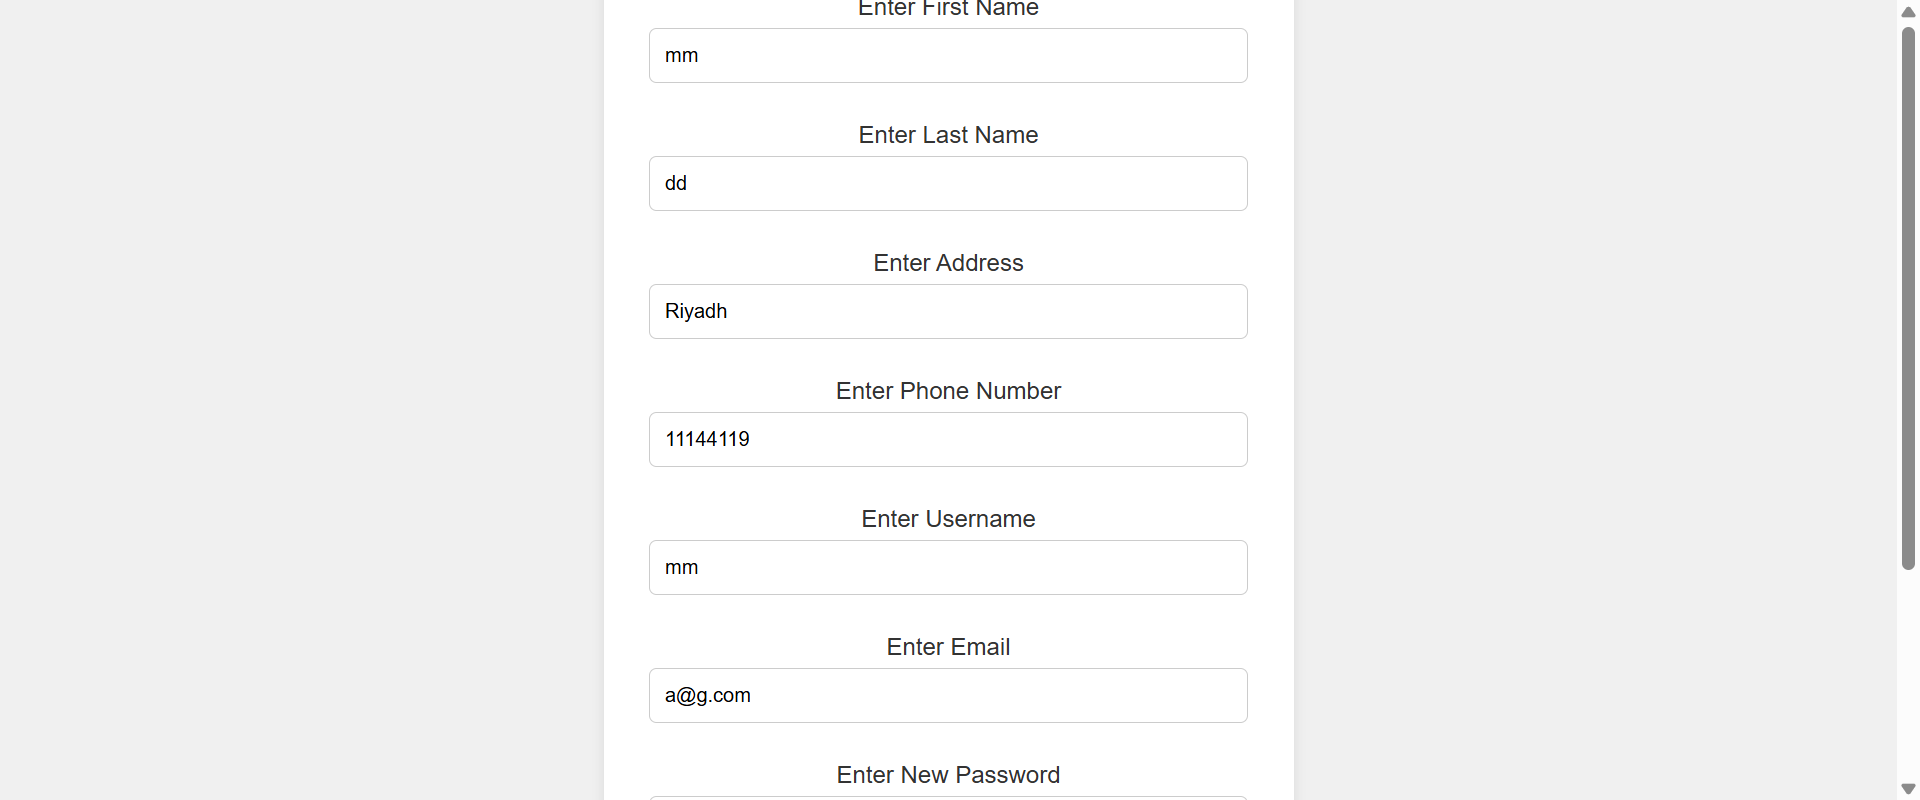 Enter First Name
mm
Enter Last Name
dd
Enter Address
Riyadh
Enter Phone Number
11144119
Enter Username
mm
Enter Email
a@g.com
Enter New Password